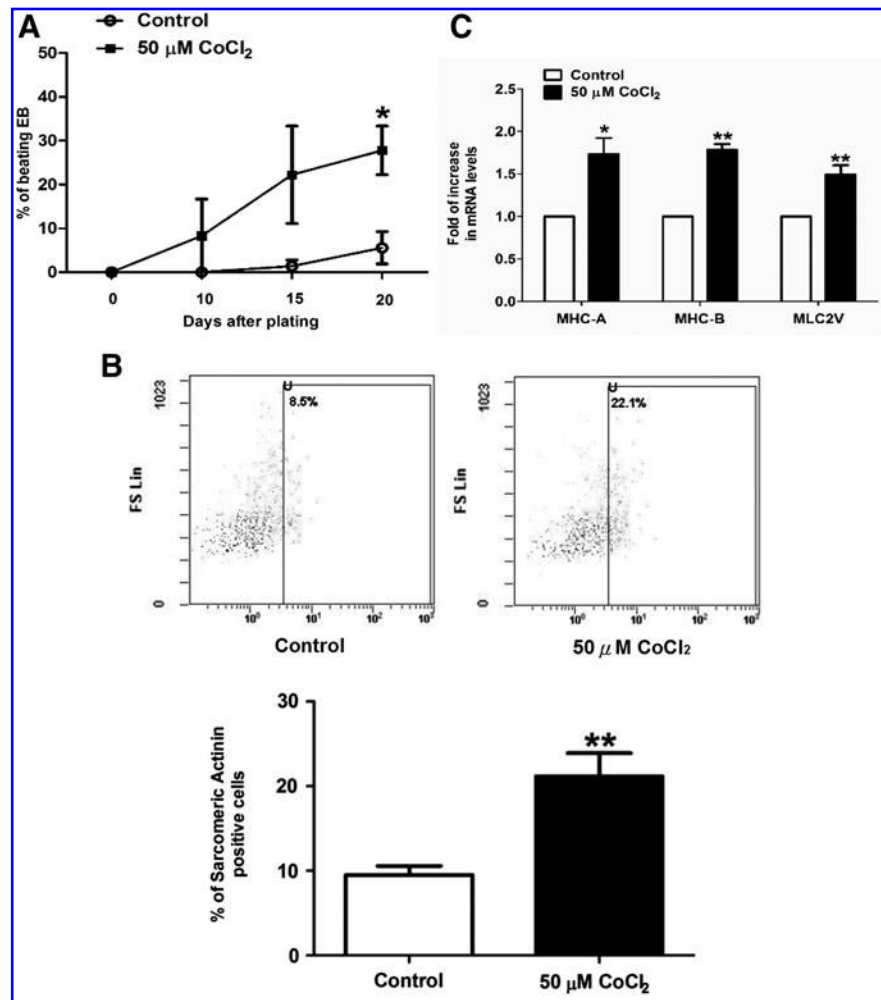 A
Control
50 μM CoCl₂
50
40
30
20
10
0
% of beating EB
*
0 10 15 20
Days after plating
C
Control
50 μM CoCl₂
2.5
2.0
1.5
1.0
0.5
0.0
Fold of increase
in mRNA levels
* ** **
MHC-A MHC-B MLC2V
B
1023
FS Lin
0
U
8.5%
10⁰ 10¹ 10² 10³
Control
1023
FS Lin
0
U
22.1%
10⁰ 10¹ 10² 10³
50 μ M CoCl₂
30
20
10
0
% of Sarcomeric Actinin
positive cells
**
Control 50 μM CoCl₂